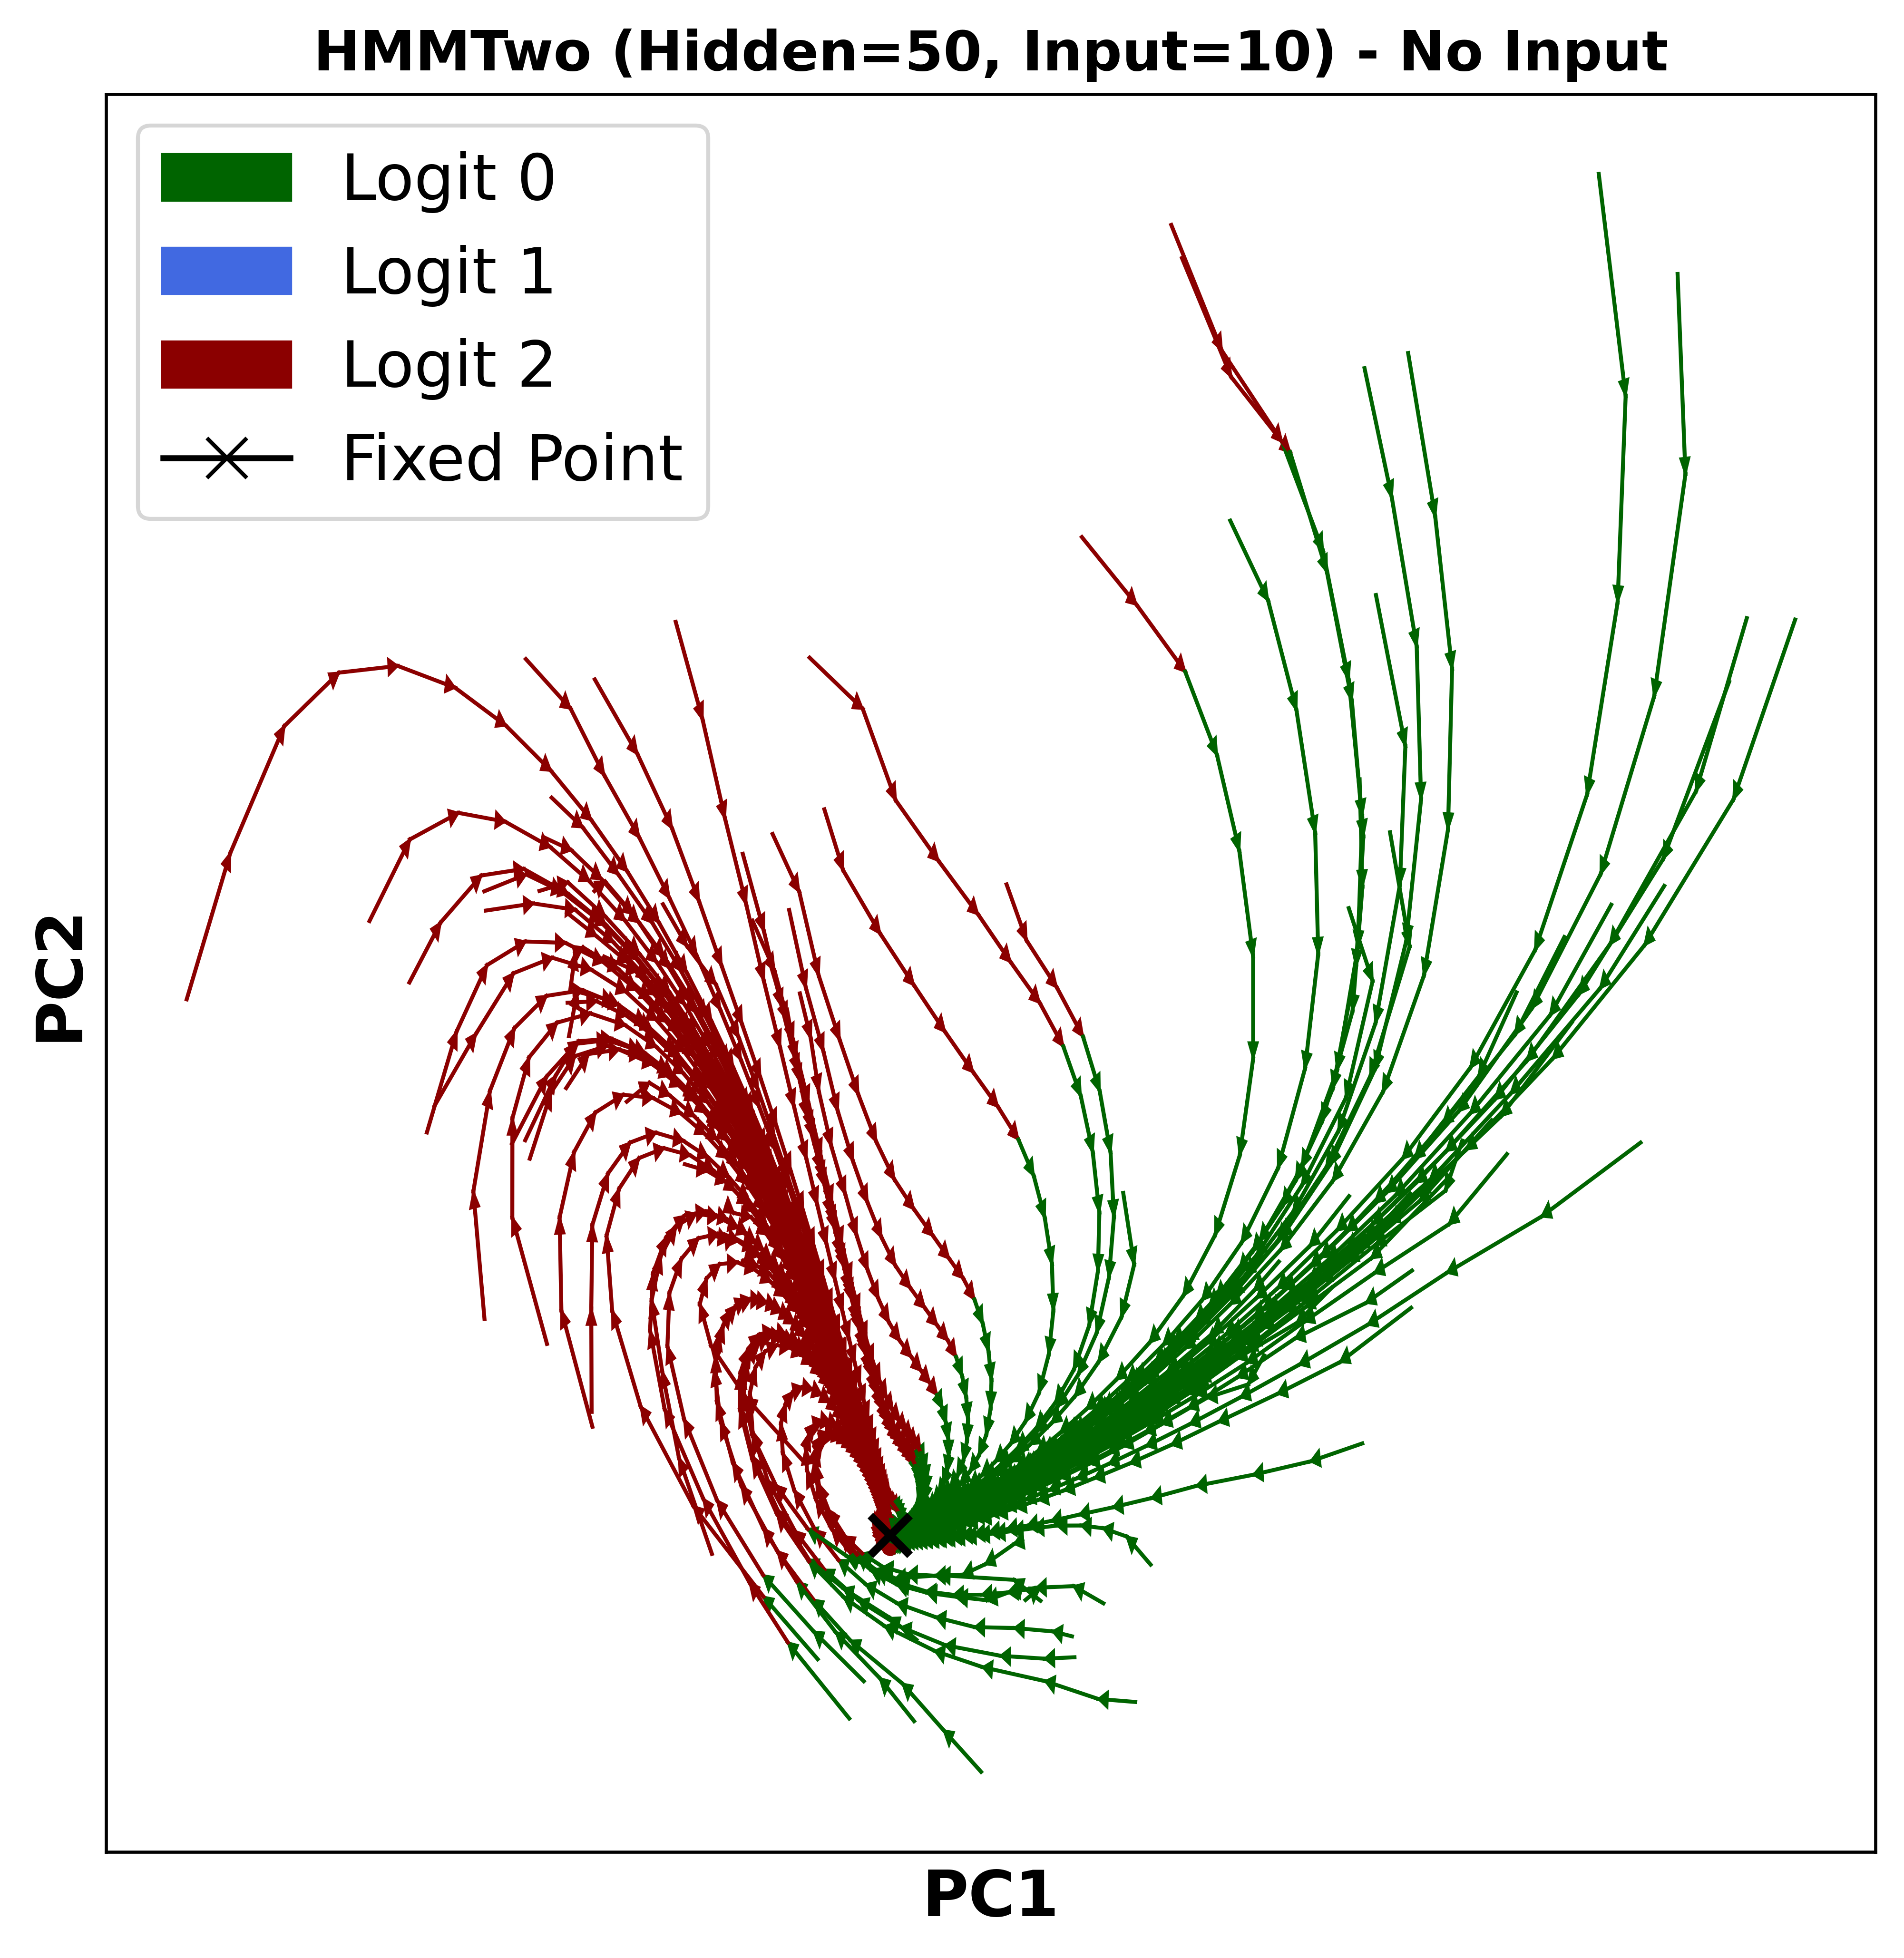 HMMTwo (Hidden=50, Input=10) - No Input
Logit 0
Logit 1
Logit 2
Fixed Point
PC2
PC1